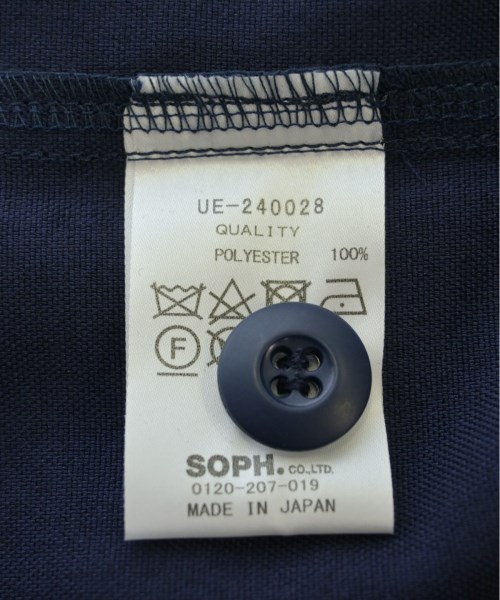 UE-240028
QUALITY
POLYESTER 100%
F
SOPH. CO.,LTD.
0120-207-019
MADE IN JAPAN